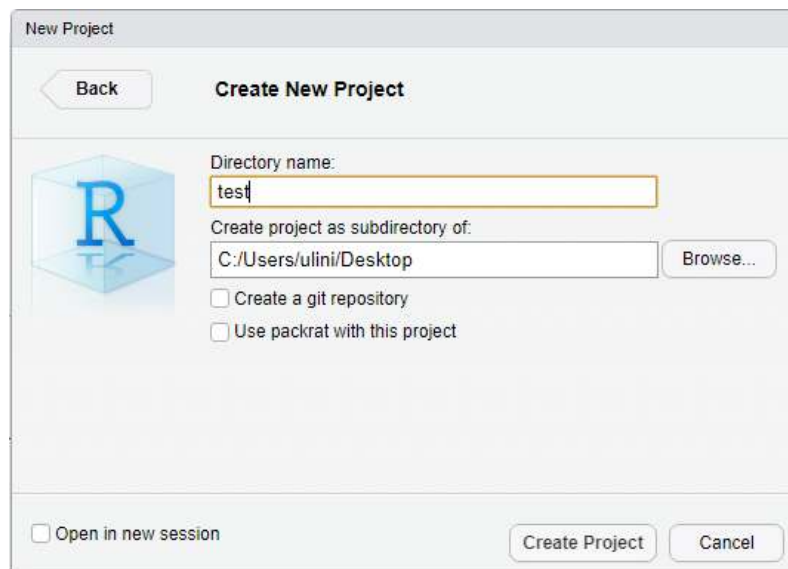 New Project
Back
Create New Project
R
Directory name:
test
Create project as subdirectory of:
C:/Users/ulini/Desktop
Browse...
Create a git repository
Use packrat with this project
Open in new session
Create Project
Cancel